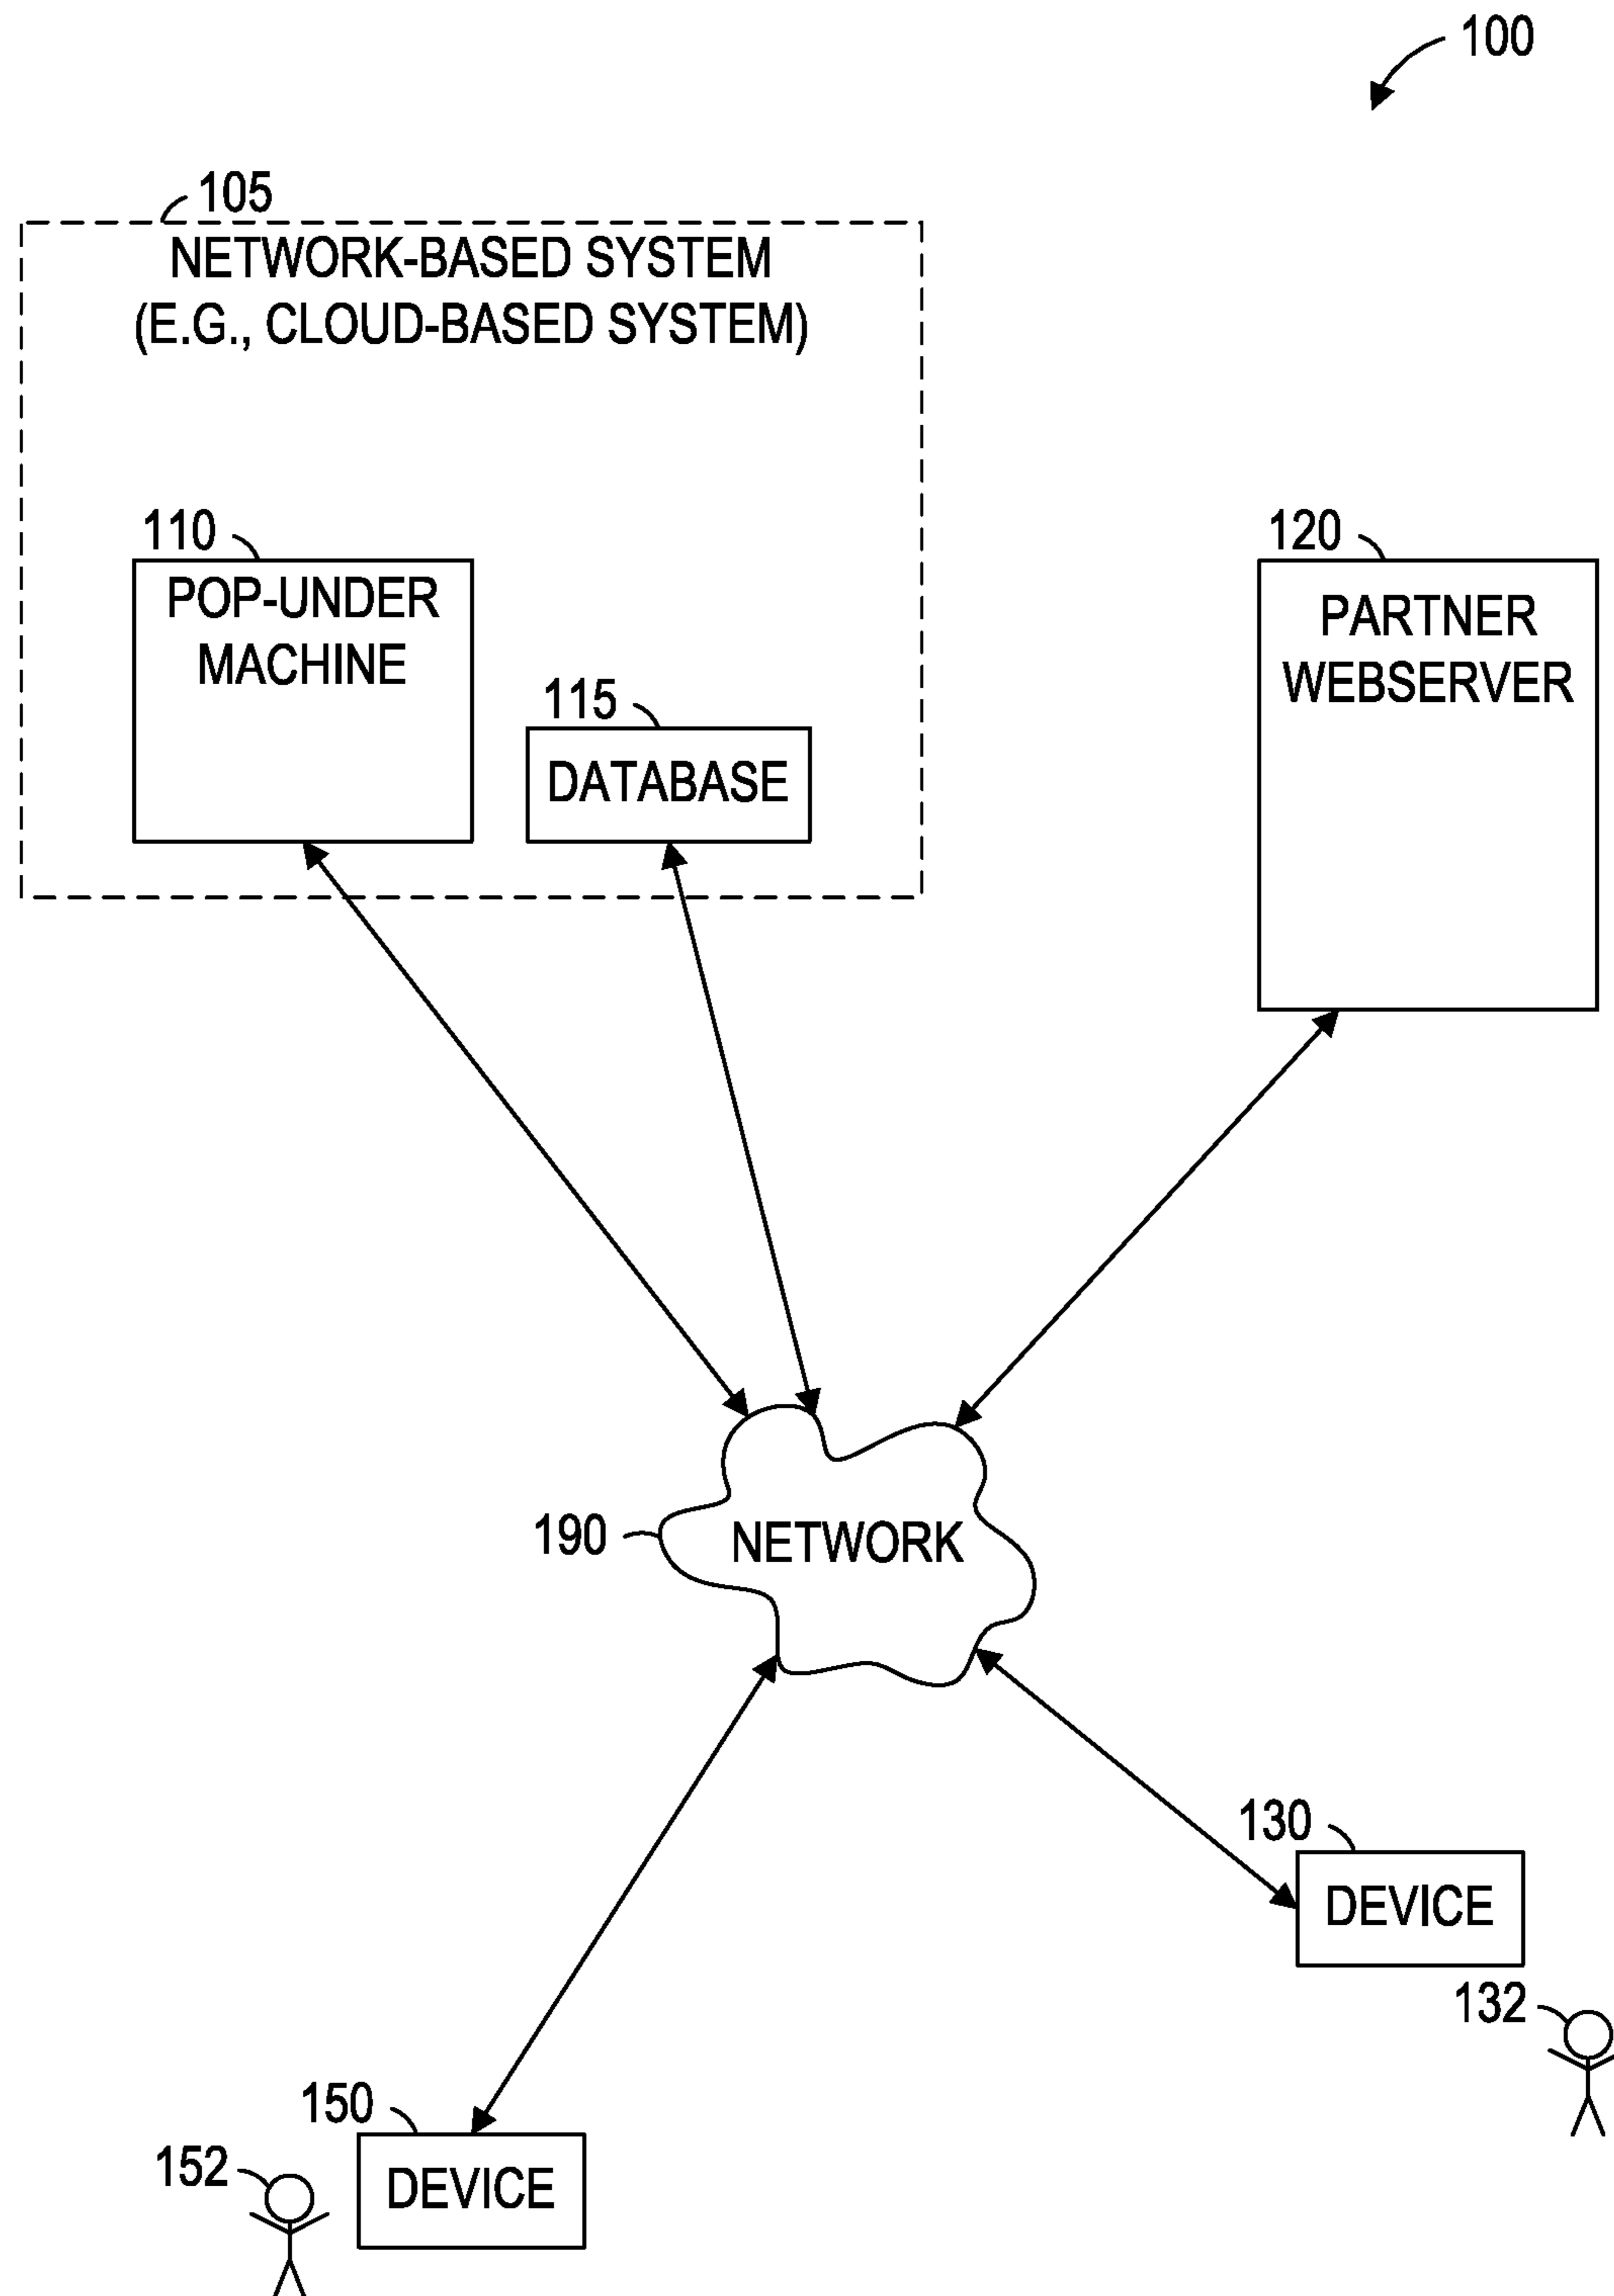 100
105
NETWORK-BASED SYSTEM
(E.G., CLOUD-BASED SYSTEM)
110
POP-UNDER
MACHINE
115
DATABASE
120
PARTNER
WEBSERVER
190
NETWORK
130
DEVICE
132
150
DEVICE
152